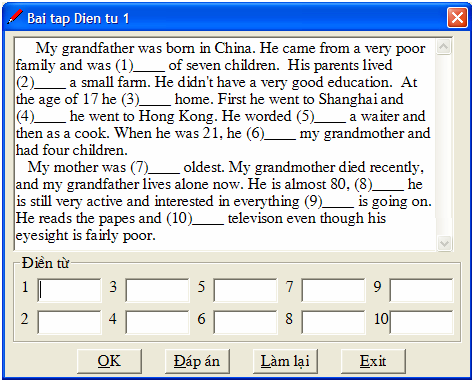 Bai tap Dien tu 1
My grandfather was born in China. He came from a very poor
family and was (1)____ of seven children. His parents lived
(2)____ a small farm. He didn't have a very good education. At
the age of 17 he (3)____ home. First he went to Shanghai and
(4)____ he went to Hong Kong. He worded (5)____ a waiter and
then as a cook. When he was 21, he (6)____ my grandmother and
had four children.
My mother was (7)____ oldest. My grandmother died recently,
and my grandfather lives alone now. He is almost 80, (8)____ he
is still very active and interested in everything (9)____ is going on.
He reads the papes and (10)____ televison even though his
eyesight is fairly poor.
Điền từ
1 3 5 7 9
2 4 6 8 10
OK Đáp án Làm lại Exit